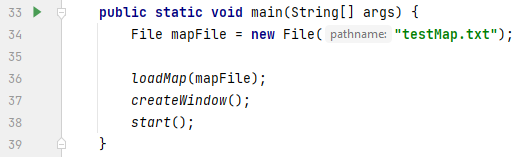 33 public static void main(String[] args) {
34 File mapFile = new File( pathname: "testMap.txt");
35
36 loadMap(mapFile);
37 createWindow();
38 start();
39 }